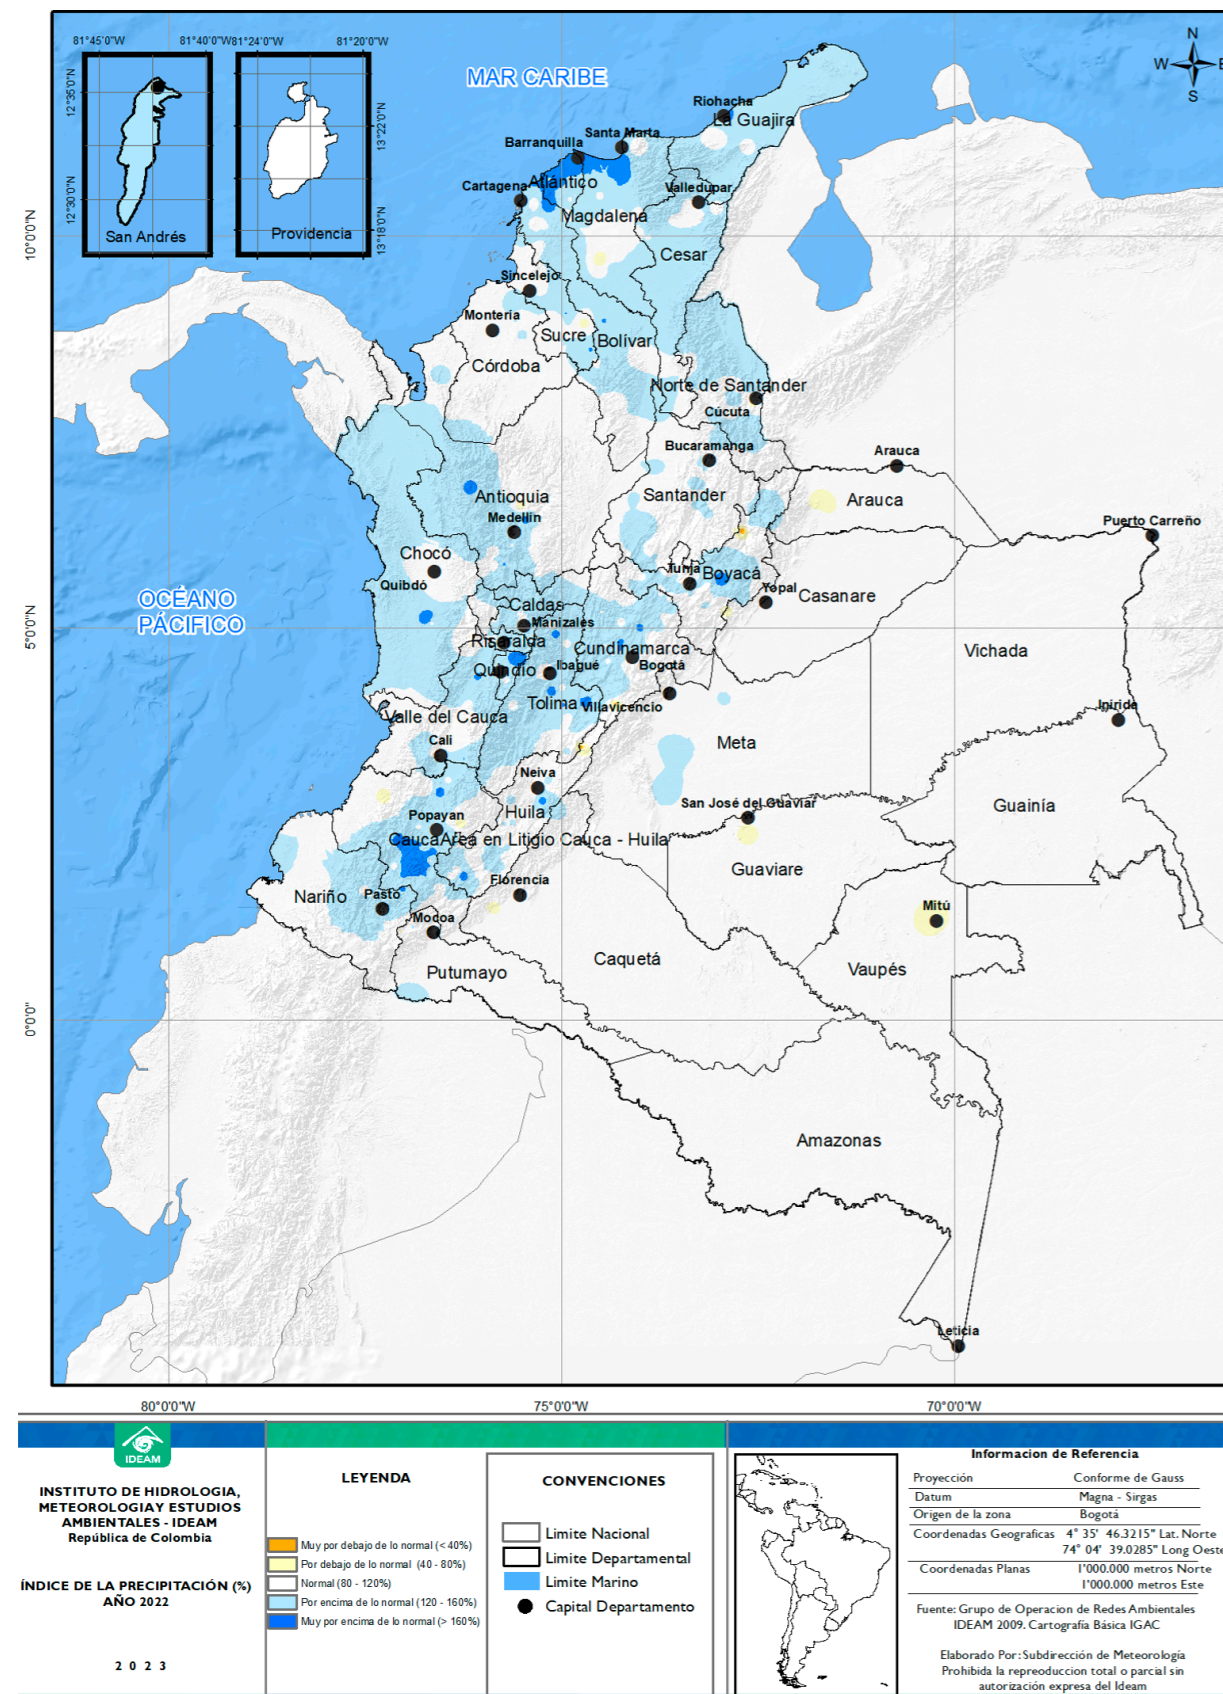 81°45'0"W
81°40'0"W
81°24'0"W
81°20'0"W
12°35'0"N
12°30'0"N
13°22'0"N
13°18'0"N
San Andrés
Providencia
MAR CARIBE
N
W
E
S
Riohacha
La Guajira
Santa Marta
Barranquilla
Atlántico
Cartagena
Valledupar
Magdalena
10°0'0"N
Cesar
Sincelejo
Montería
Sucre
Bolívar
Córdoba
Norte de Santander
Cúcuta
Bucaramanga
Arauca
Santander
Arauca
Antioquia
Medellín
Puerto Carreño
Chocó
Quibdó
Tunja
Boyacá
Yopal
Casanare
OCÉANO
PÁCIFICO
Caldas
Manizales
5°0'0"N
Risaralda
Cundinamarca
Vichada
Quindío
Ibagué
Bogotá
Tolima
Villavicencio
Inirida
Valle del Cauca
Cali
Meta
Neiva
San José del Guaviar
Guainía
Huila
Popayan
Cauca
Area en Litigio Cauca - Huila
Guaviare
Florencia
Nariño
Pasto
Mitú
Mocoa
Caquetá
Vaupés
Putumayo
0°0'0"
Amazonas
Leticia
80°0'0"W
75°0'0"W
70°0'0"W
IDEAM
INSTITUTO DE HIDROLOGIA,
METEOROLOGIA Y ESTUDIOS
AMBIENTALES - IDEAM
República de Colombia
ÍNDICE DE LA PRECIPITACIÓN (%)
AÑO 2022
2 0 2 3
LEYENDA
Muy por debajo de lo normal (< 40%)
Por debajo de lo normal (40 - 80%)
Normal (80 - 120%)
Por encima de lo normal (120 - 160%)
Muy por encima de lo normal (> 160%)
CONVENCIONES
Limite Nacional
Limite Departamental
Limite Marino
Capital Departamento
Informacion de Referencia
Proyección Conforme de Gauss
Datum Magna - Sirgas
Origen de la zona Bogotá
Coordenadas Geograficas 4° 35' 46.3215" Lat. Norte
74° 04' 39.0285" Long Oeste
Coordenadas Planas 1'000.000 metros Norte
1'000.000 metros Este
Fuente: Grupo de Operacion de Redes Ambientales
IDEAM 2009. Cartografía Básica IGAC
Elaborado Por: Subdirección de Meteorología
Prohibida la repreoduccion total o parcial sin
autorización expresa del Ideam